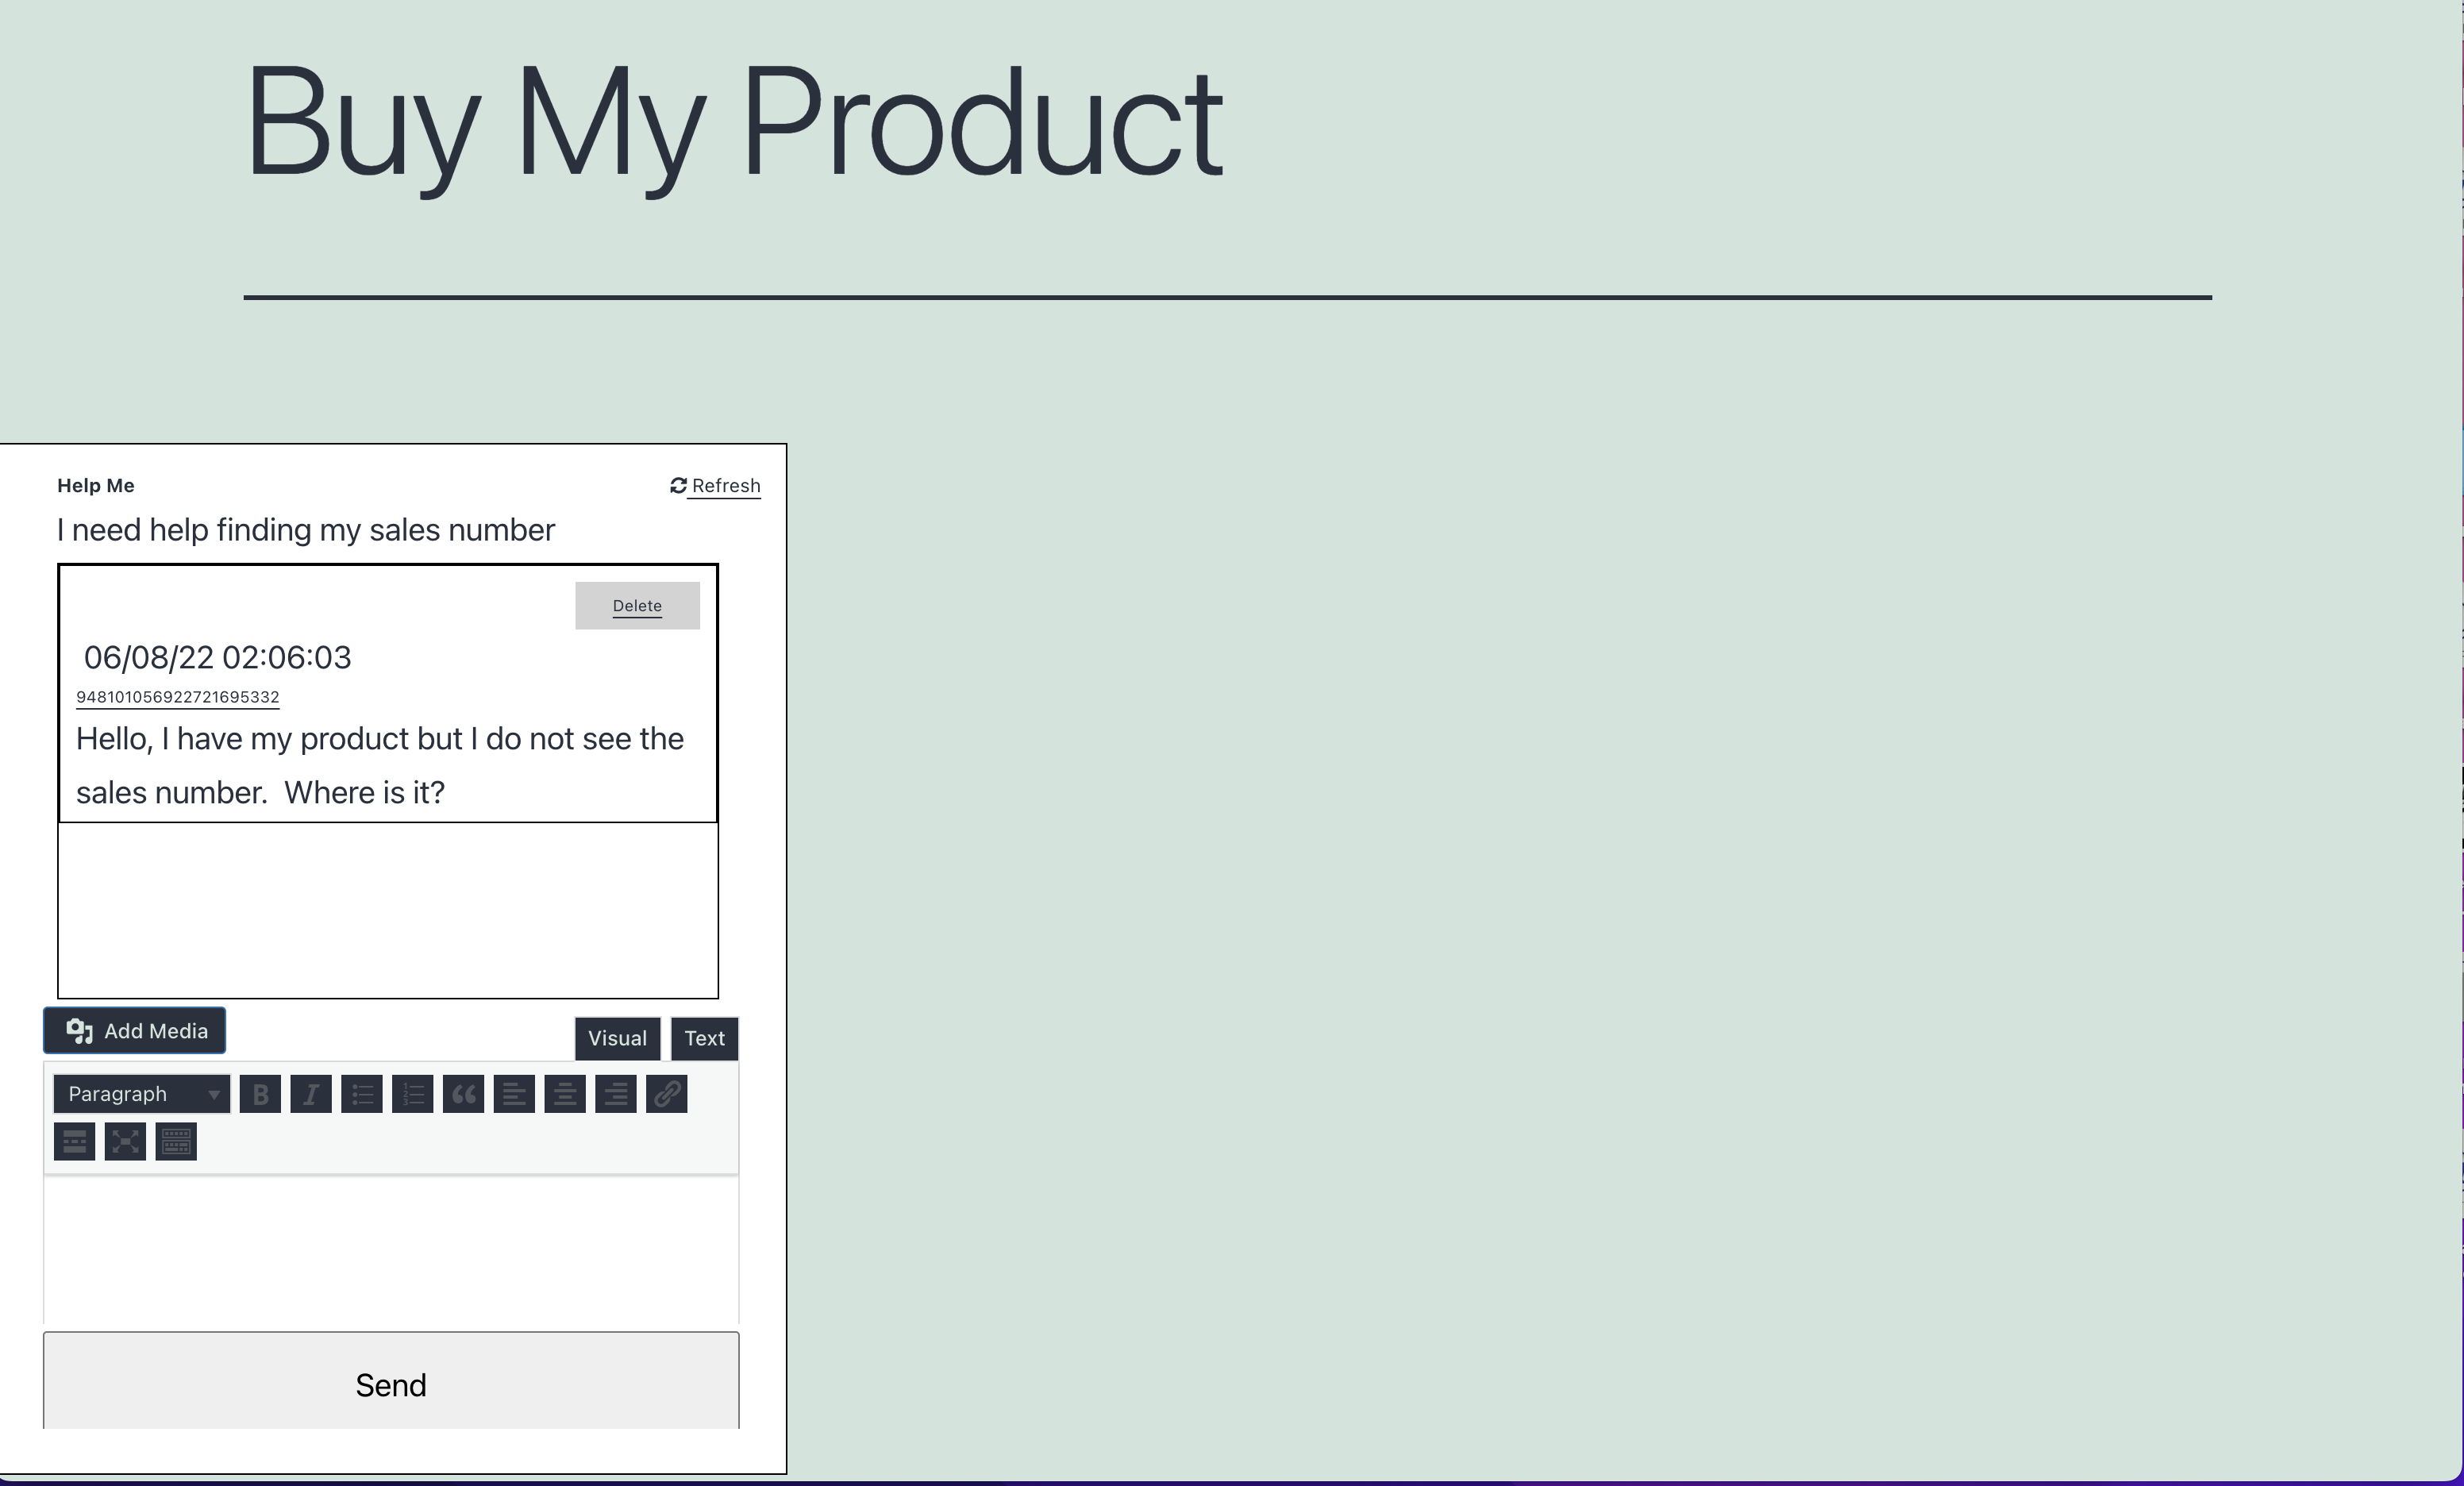 Buy My Product
Help Me
Refresh
I need help finding my sales number
Delete
06/08/22 02:06:03
948101056922721695332
Hello, I have my product but I do not see the
sales number.  Where is it?
Add Media
Visual
Text
Paragraph
Send